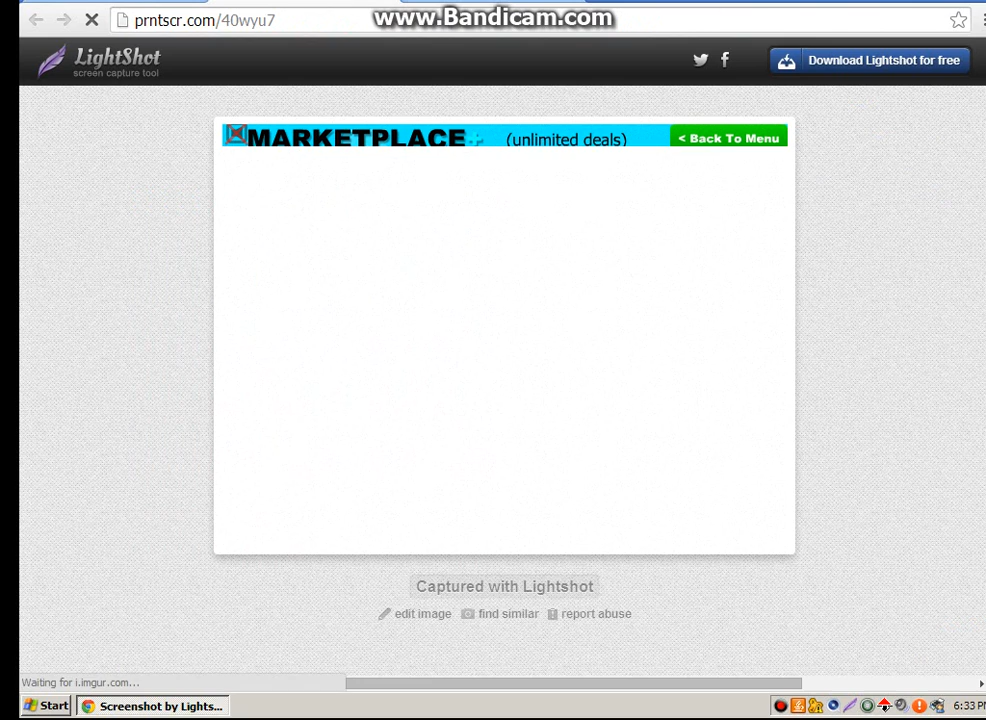 www.Bandicam.com
prntscr.com/40wyu7
LightShot
screen capture tool
Download Lightshot for free
MARKETPLACE
(unlimited deals)
< Back To Menu
Captured with Lightshot
edit image
find similar
report abuse
Waiting for i.imgur.com...
Start
Screenshot by Lights...
6:33 PM